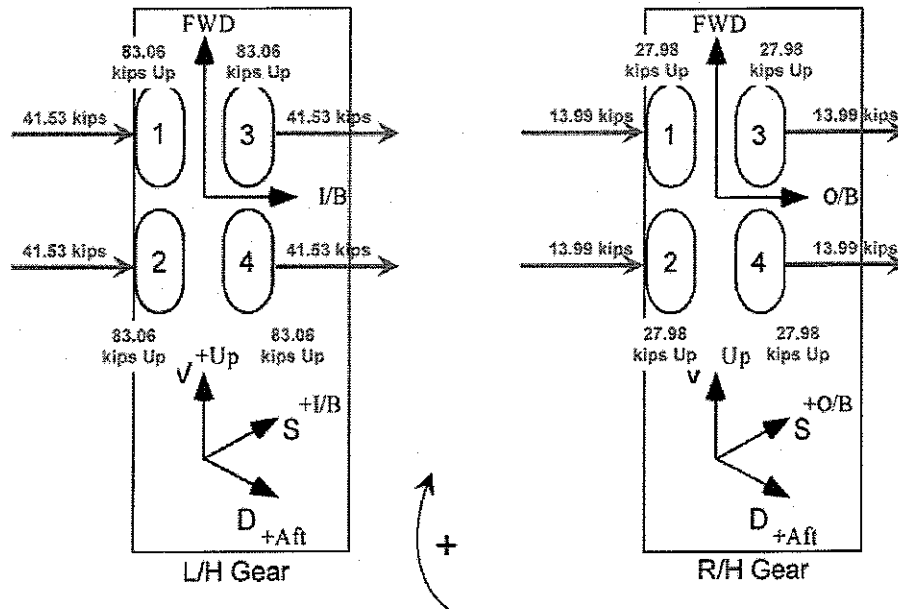 FWD
83.06 kips Up
83.06 kips Up
41.53 kips
1
3
41.53 kips
I/B
41.53 kips
2
4
41.53 kips
83.06 kips Up
83.06 kips Up
V
+Up
+I/B
S
D
+Aft
L/H Gear
+
FWD
27.98 kips Up
27.98 kips Up
13.99 kips
1
3
13.99 kips
O/B
13.99 kips
2
4
13.99 kips
27.98 kips Up
27.98 kips Up
V
Up
+O/B
S
D
+Aft
R/H Gear